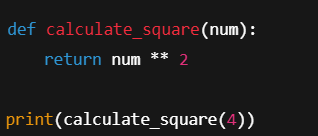 def calculate_square(num):
    return num ** 2

print(calculate_square(4))